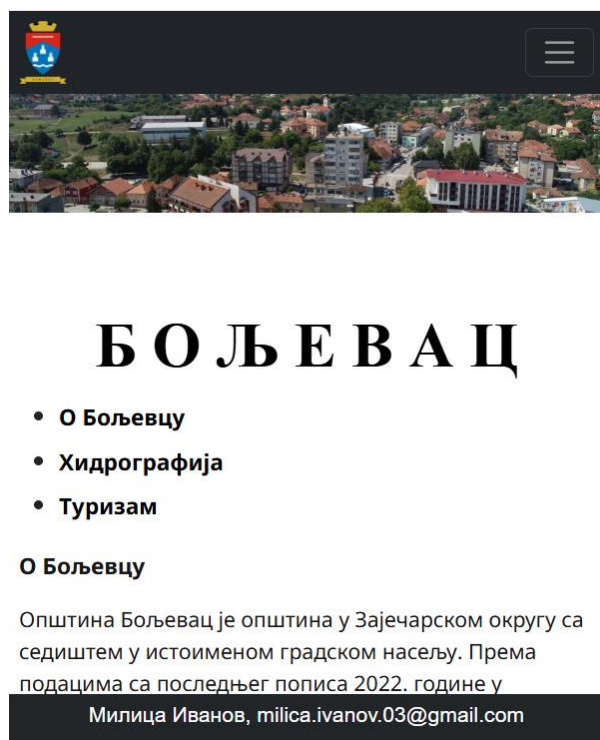 БОЉЕВАЦ
О Бољевцу
Хидрографија
Туризам
О Бољевцу
Општина Бољевац је општина у Зајечарском округу са
седиштем у истоименом градском насељу. Према
подацима са последњег пописа 2022. године у
Милица Иванов, milica.ivanov.03@gmail.com